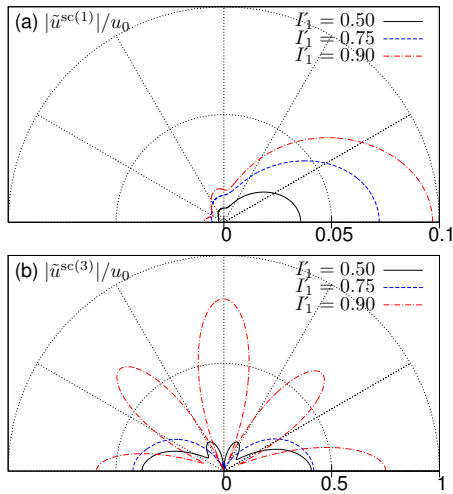 (a) |ũ^sc(1)|/u₀
I′₁ = 0.50
I′₁ = 0.75
I′₁ = 0.90
0 0.05 0.1
(b) |ũ^sc(3)|/u₀
I′₁ = 0.50
I′₁ = 0.75
I′₁ = 0.90
0 0.5 1